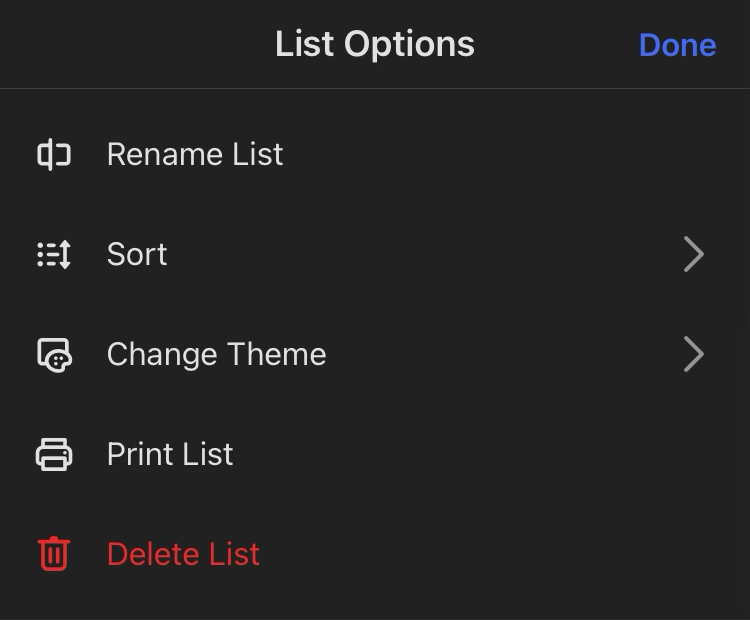 List Options
Done
Rename List
Sort
Change Theme
Print List
Delete List